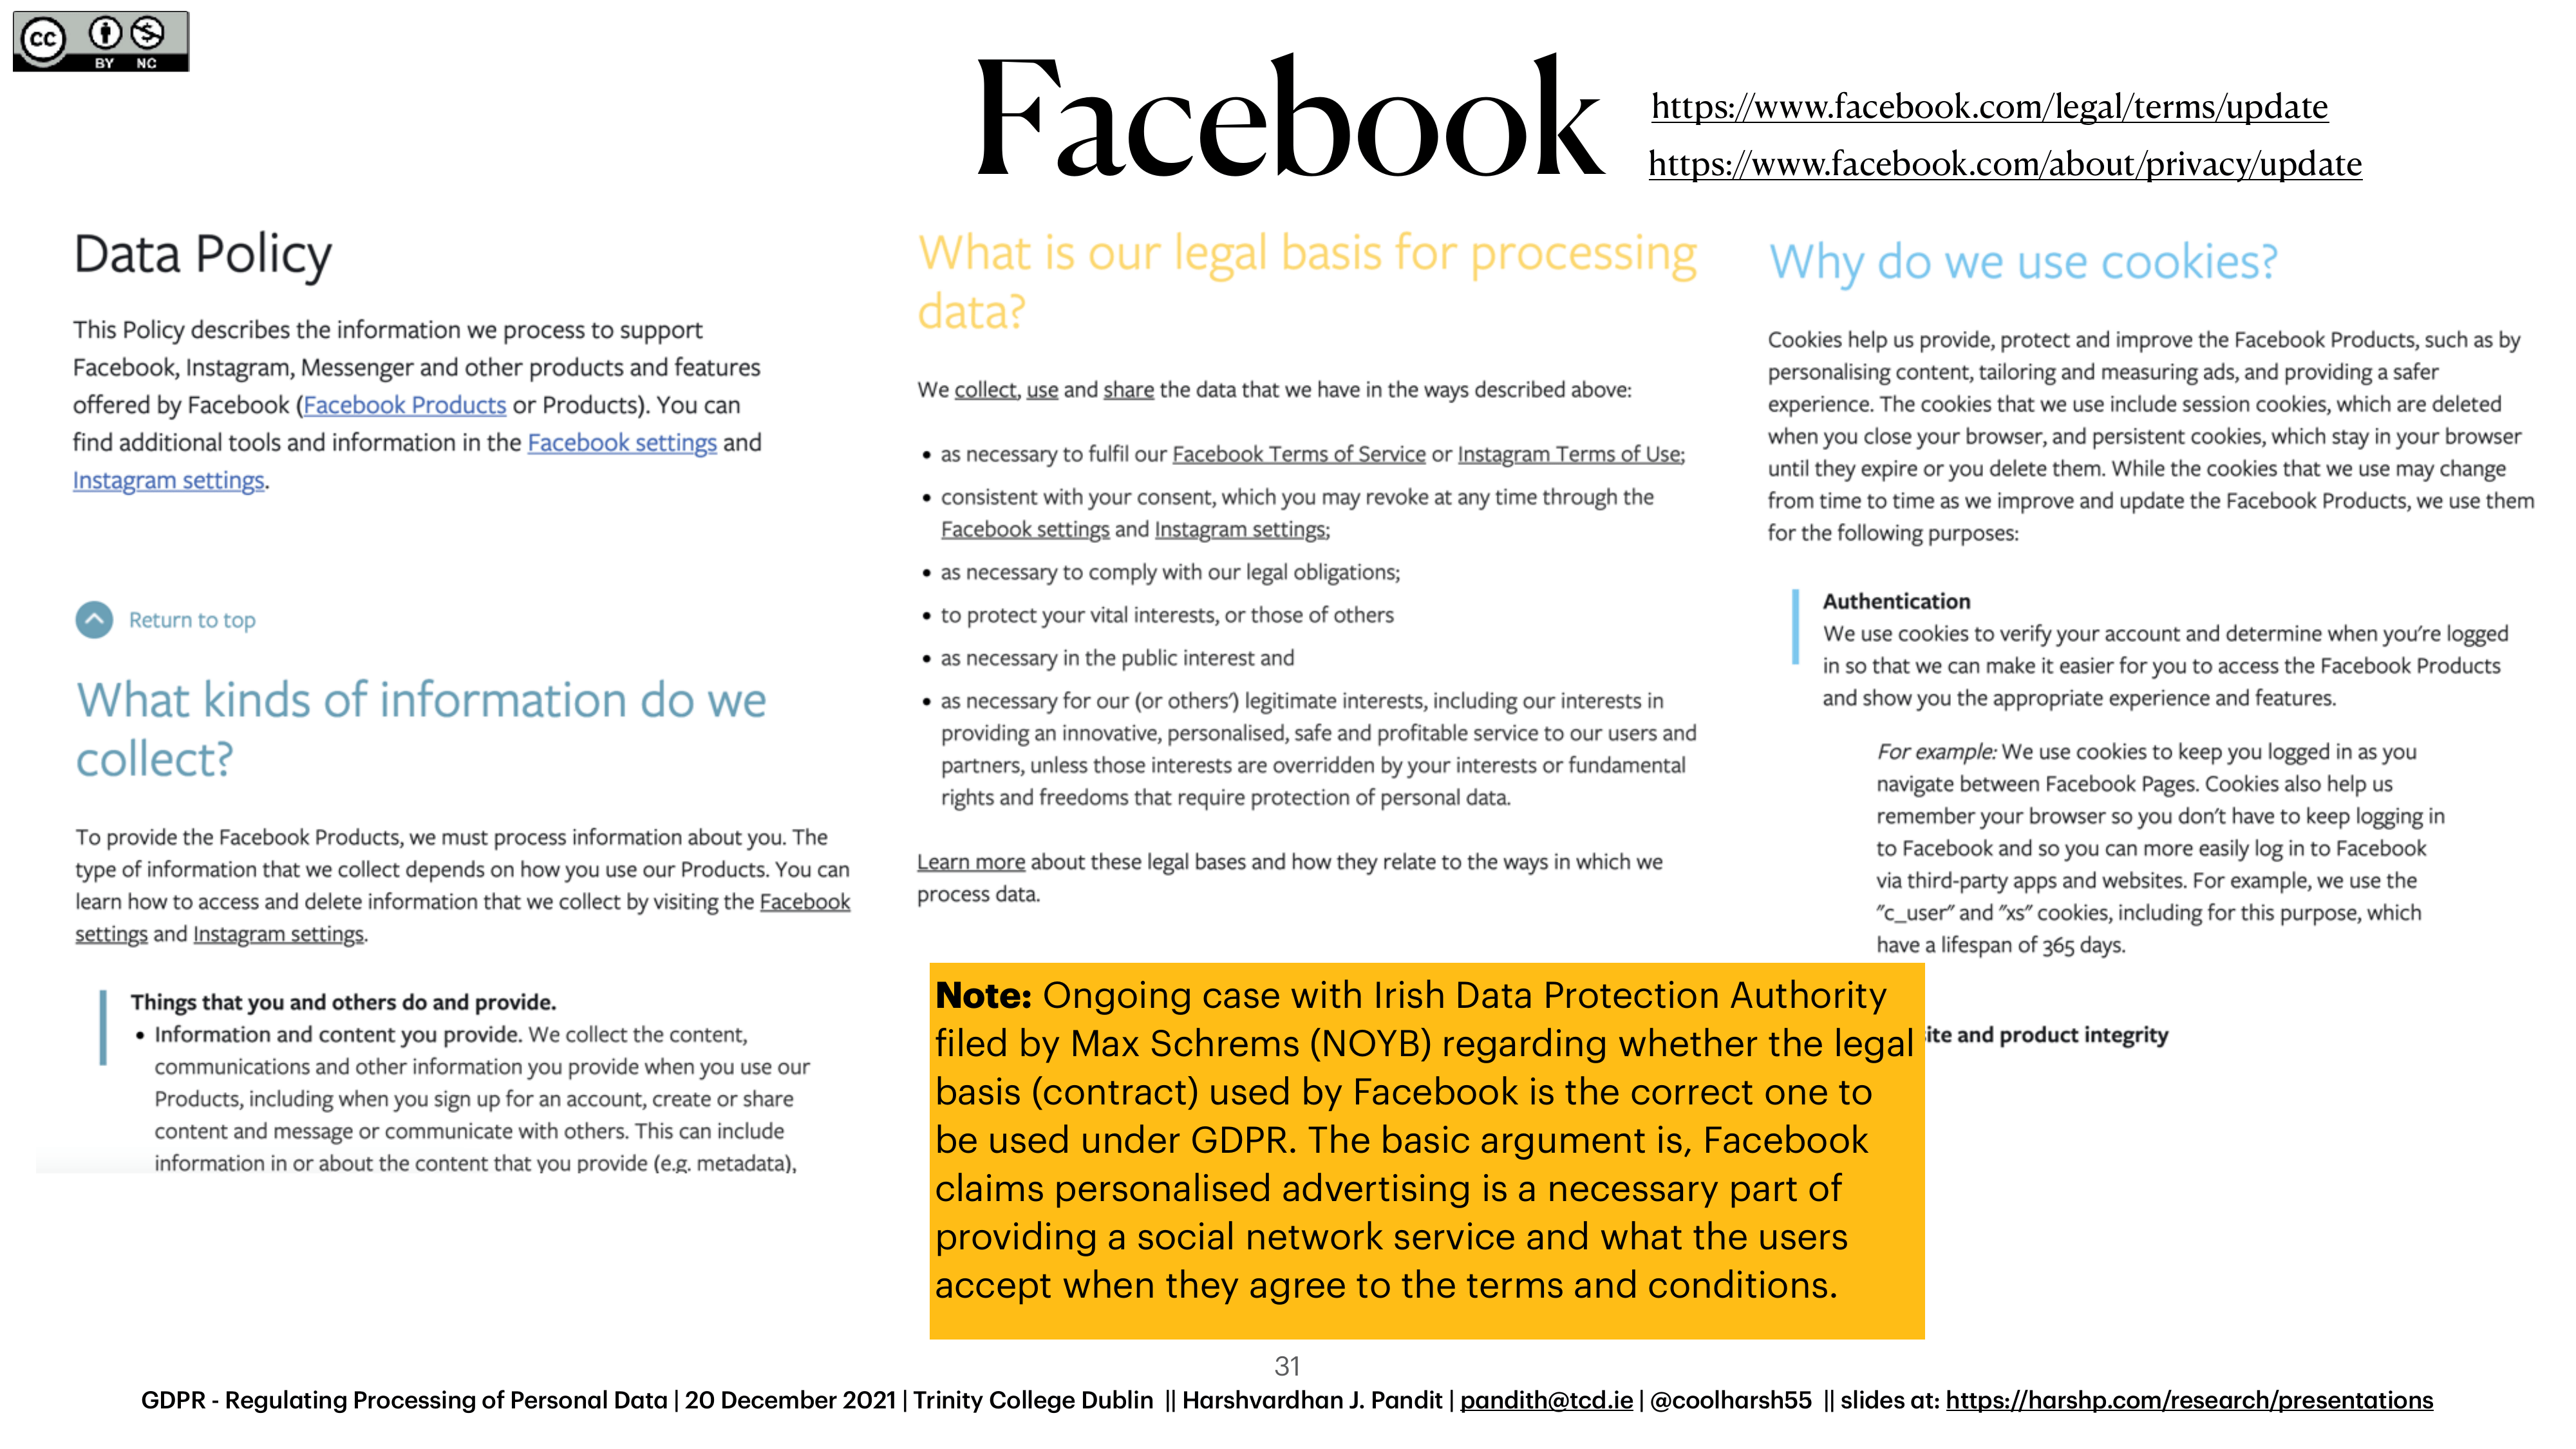 cc
BY NC
Facebook
https://www.facebook.com/legal/terms/update
https://www.facebook.com/about/privacy/update
Data Policy
This Policy describes the information we process to support
Facebook, Instagram, Messenger and other products and features
offered by Facebook (Facebook Products or Products). You can
find additional tools and information in the Facebook settings and
Instagram settings.
Return to top
What kinds of information do we
collect?
To provide the Facebook Products, we must process information about you. The
type of information that we collect depends on how you use our Products. You can
learn how to access and delete information that we collect by visiting the Facebook
settings and Instagram settings.
Things that you and others do and provide.
• Information and content you provide. We collect the content,
communications and other information you provide when you use our
Products, including when you sign up for an account, create or share
content and message or communicate with others. This can include
information in or about the content that you provide (e.g. metadata),
What is our legal basis for processing
data?
We collect, use and share the data that we have in the ways described above:
• as necessary to fulfil our Facebook Terms of Service or Instagram Terms of Use;
• consistent with your consent, which you may revoke at any time through the
Facebook settings and Instagram settings;
• as necessary to comply with our legal obligations;
• to protect your vital interests, or those of others
• as necessary in the public interest and
• as necessary for our (or others') legitimate interests, including our interests in
providing an innovative, personalised, safe and profitable service to our users and
partners, unless those interests are overridden by your interests or fundamental
rights and freedoms that require protection of personal data.
Learn more about these legal bases and how they relate to the ways in which we
process data.
Note: Ongoing case with Irish Data Protection Authority
filed by Max Schrems (NOYB) regarding whether the legal
basis (contract) used by Facebook is the correct one to
be used under GDPR. The basic argument is, Facebook
claims personalised advertising is a necessary part of
providing a social network service and what the users
accept when they agree to the terms and conditions.
Why do we use cookies?
Cookies help us provide, protect and improve the Facebook Products, such as by
personalising content, tailoring and measuring ads, and providing a safer
experience. The cookies that we use include session cookies, which are deleted
when you close your browser, and persistent cookies, which stay in your browser
until they expire or you delete them. While the cookies that we use may change
from time to time as we improve and update the Facebook Products, we use them
for the following purposes:
Authentication
We use cookies to verify your account and determine when you're logged
in so that we can make it easier for you to access the Facebook Products
and show you the appropriate experience and features.
For example: We use cookies to keep you logged in as you
navigate between Facebook Pages. Cookies also help us
remember your browser so you don't have to keep logging in
to Facebook and so you can more easily log in to Facebook
via third-party apps and websites. For example, we use the
"c_user" and "xs" cookies, including for this purpose, which
have a lifespan of 365 days.
ite and product integrity
31
GDPR - Regulating Processing of Personal Data | 20 December 2021 | Trinity College Dublin || Harshvardhan J. Pandit | pandith@tcd.ie | @coolharsh55 || slides at: https://harshp.com/research/presentations